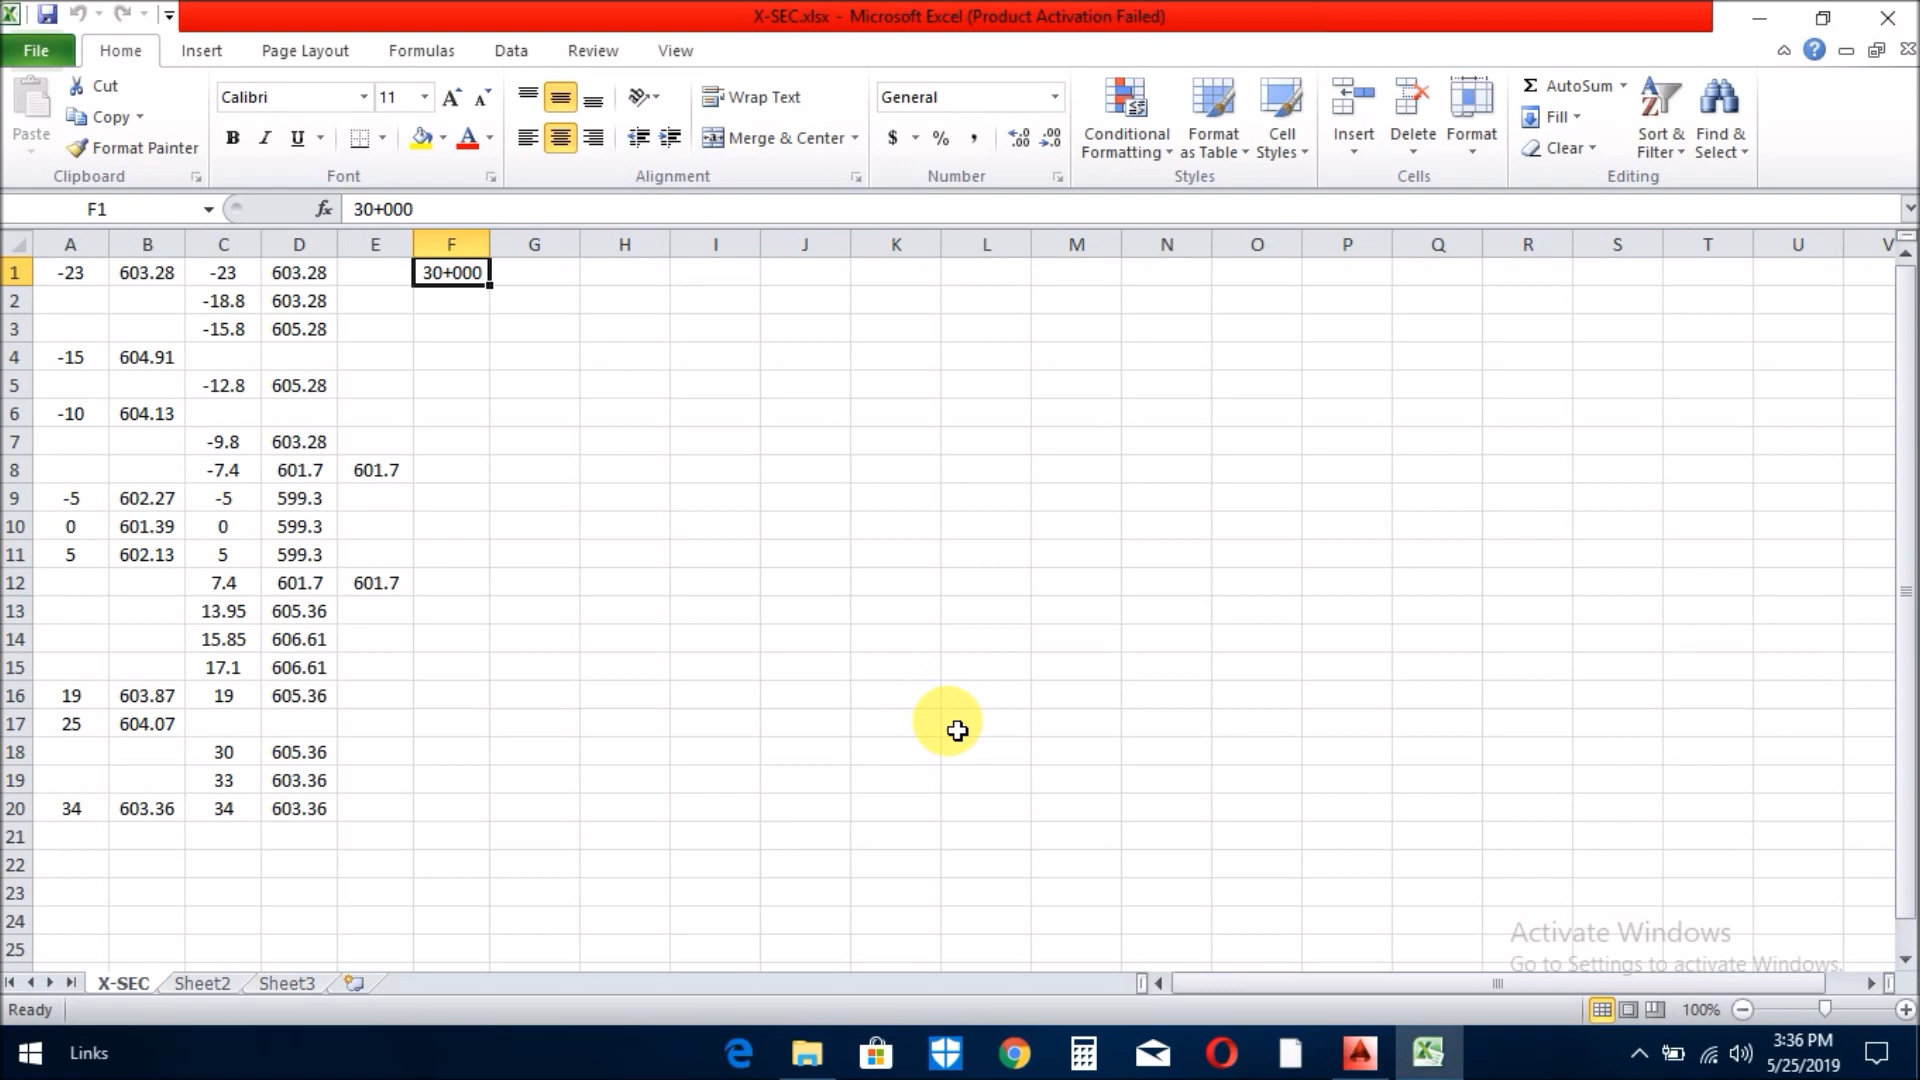 X-SEC.xlsx - Microsoft Excel (Product Activation Failed)
File Home Insert Page Layout Formulas Data Review View
Paste
Cut
Copy
Format Painter
Clipboard
Calibri 11
B I U
Font
Wrap Text
Merge & Center
Alignment
General
$ % ,
Number
Conditional Formatting
Format as Table
Cell Styles
Styles
Insert Delete Format
Cells
AutoSum
Fill
Clear
Sort & Filter
Find & Select
Editing
F1 fx 30+000
A B C D E F G H I J K L M N O P Q R S T U V
1 -23 603.28 -23 603.28 30+000
2 -18.8 603.28
3 -15.8 605.28
4 -15 604.91
5 -12.8 605.28
6 -10 604.13
7 -9.8 603.28
8 -7.4 601.7 601.7
9 -5 602.27 -5 599.3
10 0 601.39 0 599.3
11 5 602.13 5 599.3
12 7.4 601.7 601.7
13 13.95 605.36
14 15.85 606.61
15 17.1 606.61
16 19 603.87 19 605.36
17 25 604.07
18 30 605.36
19 33 603.36
20 34 603.36 34 603.36
21
22
23
24
25
Activate Windows
Go to Settings to activate Windows.
X-SEC Sheet2 Sheet3
Ready 100%
Links
3:36 PM
5/25/2019